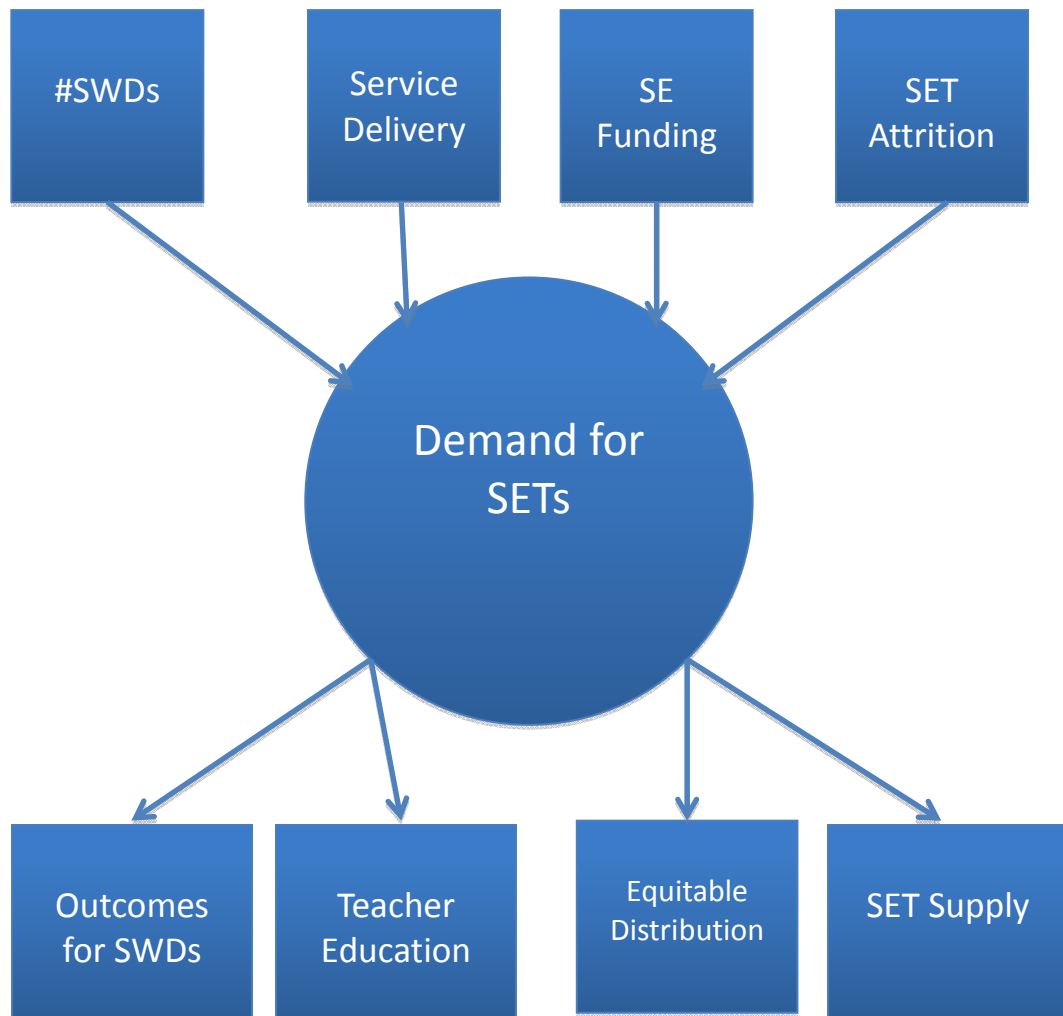 #SWDs
Service
Delivery
SE
Funding
SET
Attrition
Demand for
SETs
Outcomes
for SWDs
Teacher
Education
Equitable
Distribution
SET Supply